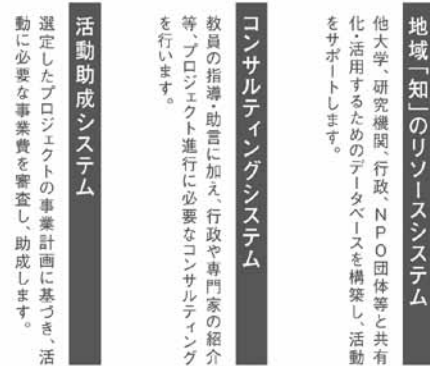 地域「知」のリソースシステム
他大学、研究機関、行政、NPO団体等と共有
化・活用するためのデータベースを構築し、活動
をサポートします。
コンサルティングシステム
教員の指導・助言に加え、行政や専門家の紹介
等、プロジェクト進行に必要なコンサルティング
を行います。
活動助成システム
選定したプロジェクトの事業計画に基づき、活
動に必要な事業費を審査し、助成します。